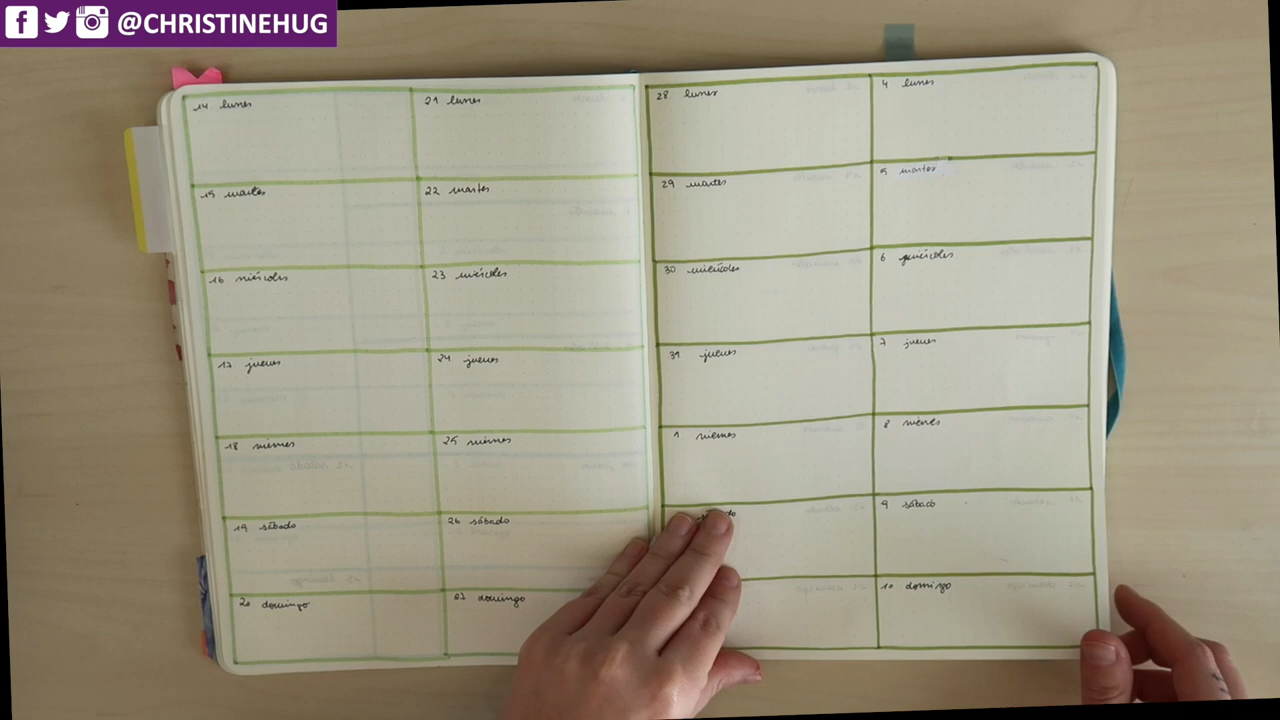 @CHRISTINEHUG
14 lunes
15 martes
16 miércoles
17 jueves
18 viernes
19 sábado
20 domingo
21 lunes
22 martes
23 miércoles
24 jueves
25 viernes
26 sábado
27 domingo
28 lunes
29 martes
30 miércoles
31 jueves
1 viernes
4 lunes
5 martes
6 miércoles
7 jueves
8 viernes
9 sábado
10 domingo